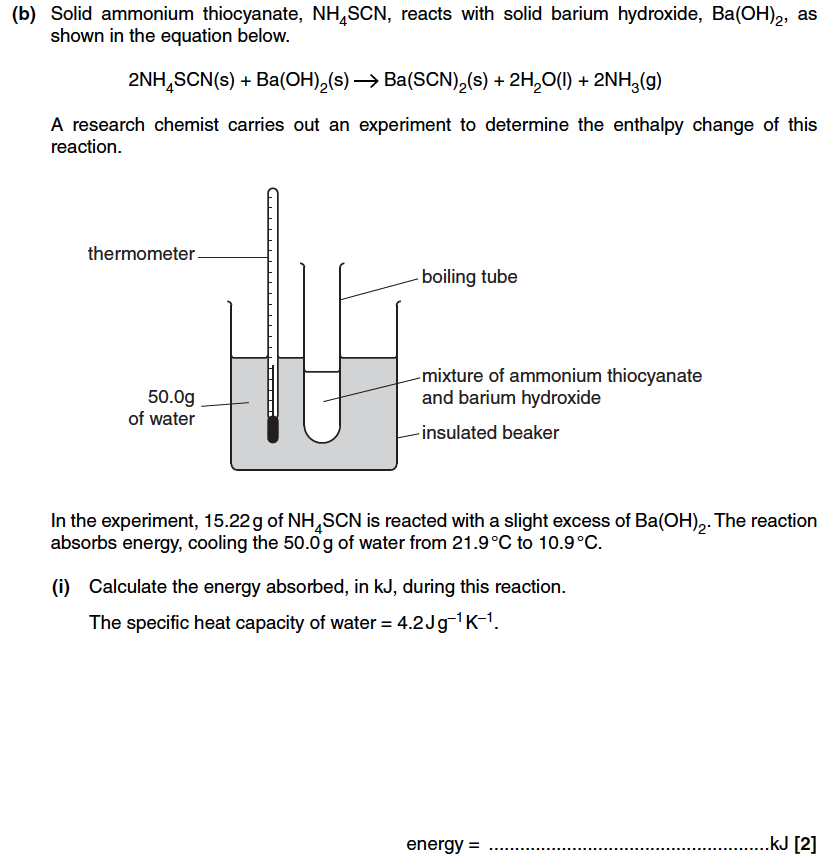 (b) Solid ammonium thiocyanate, NH₄SCN, reacts with solid barium hydroxide, Ba(OH)₂, as
shown in the equation below.
2NH₄SCN(s) + Ba(OH)₂(s) ⟶ Ba(SCN)₂(s) + 2H₂O(l) + 2NH₃(g)
A research chemist carries out an experiment to determine the enthalpy change of this
reaction.
thermometer
boiling tube
50.0g
of water
mixture of ammonium thiocyanate
and barium hydroxide
insulated beaker
In the experiment, 15.22g of NH₄SCN is reacted with a slight excess of Ba(OH)₂. The reaction
absorbs energy, cooling the 50.0g of water from 21.9°C to 10.9°C.
(i) Calculate the energy absorbed, in kJ, during this reaction.
The specific heat capacity of water = 4.2Jg⁻¹K⁻¹.
energy = ......................................................kJ [2]